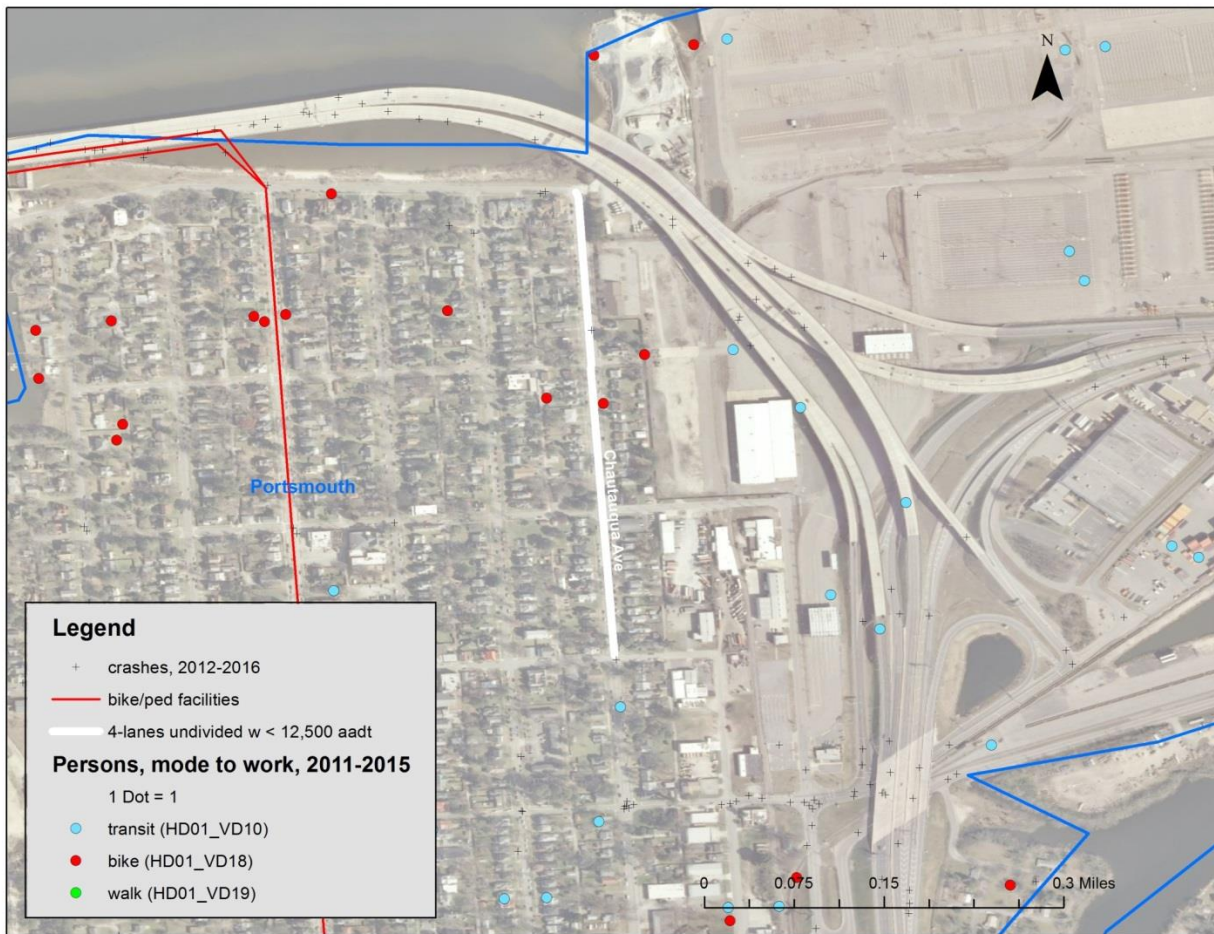 N
Portsmouth
Chautauqua Ave
Legend
crashes, 2012-2016
bike/ped facilities
4-lanes undivided w < 12,500 aadt
Persons, mode to work, 2011-2015
1 Dot = 1
transit (HD01_VD10)
bike (HD01_VD18)
walk (HD01_VD19)
0 0.075 0.15 0.3 Miles